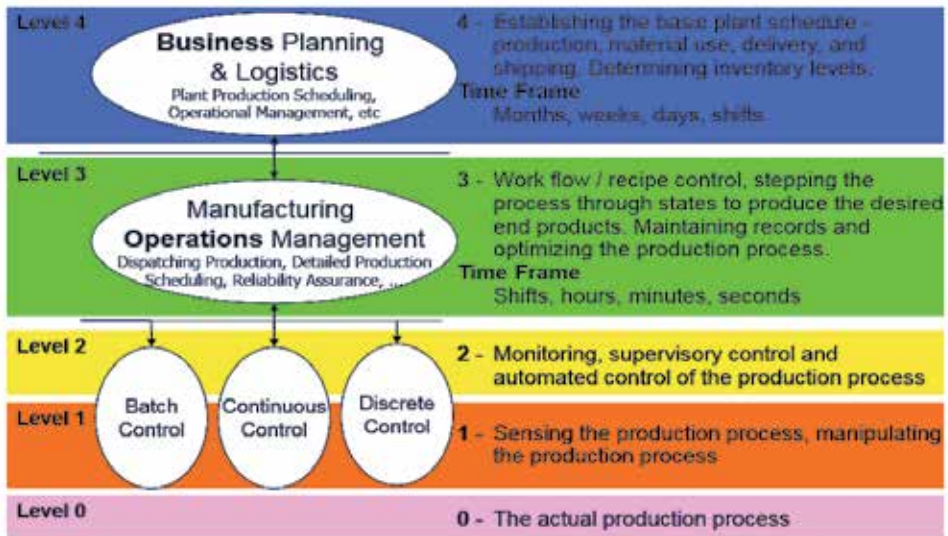 Level 4
Business Planning
& Logistics
Plant Production Scheduling,
Operational Management, etc
4 - Establishing the basic plant schedule -
production, material use, delivery, and
shipping. Determining inventory levels.
Time Frame
Months, weeks, days, shifts
Level 3
Manufacturing
Operations Management
Dispatching Production, Detailed Production
Scheduling, Reliability Assurance, ...
3 - Work flow / recipe control, stepping the
process through states to produce the desired
end products. Maintaining records and
optimizing the production process.
Time Frame
Shifts, hours, minutes, seconds
Level 2
2 - Monitoring, supervisory control and
automated control of the production process
Batch
Control
Continuous
Control
Discrete
Control
Level 1
1 - Sensing the production process, manipulating
the production process
Level 0
0 - The actual production process